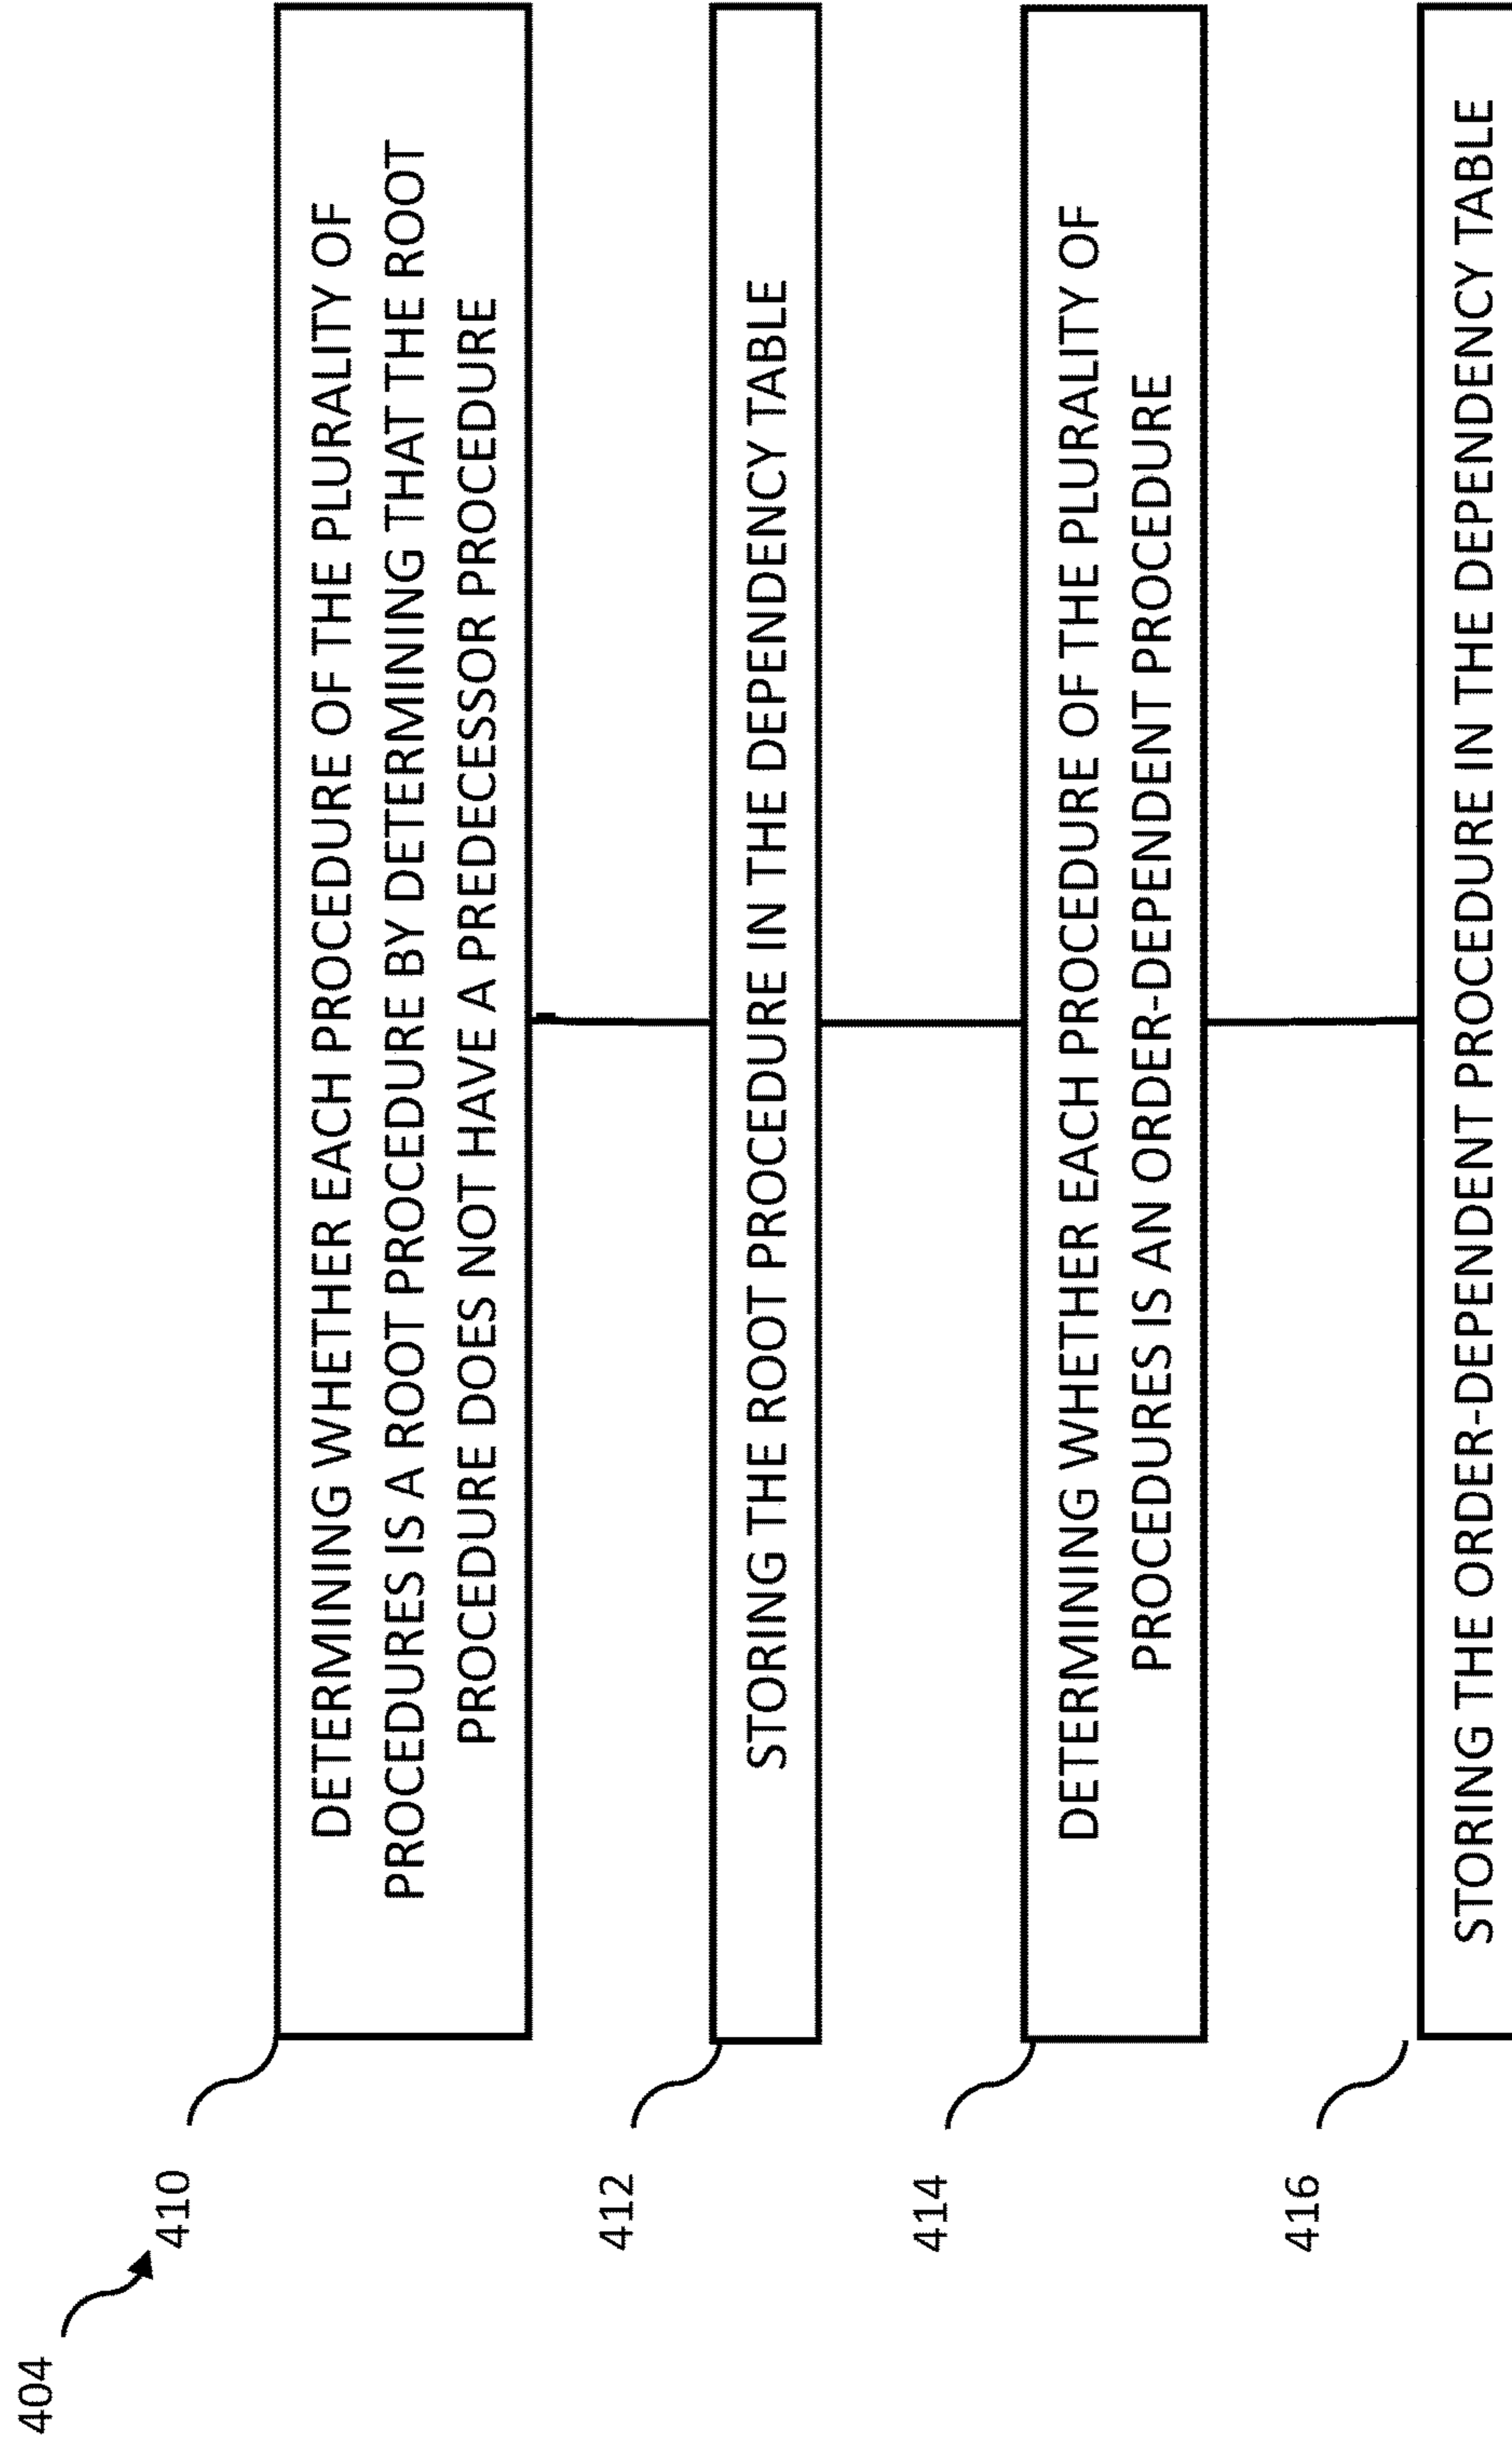 404
410
DETERMINING WHETHER EACH PROCEDURE OF THE PLURALITY OF
PROCEDURES IS A ROOT PROCEDURE BY DETERMINING THAT THE ROOT
PROCEDURE DOES NOT HAVE A PREDECESSOR PROCEDURE
412
STORING THE ROOT PROCEDURE IN THE DEPENDENCY TABLE
414
DETERMINING WHETHER EACH PROCEDURE OF THE PLURALITY OF
PROCEDURES IS AN ORDER-DEPENDENT PROCEDURE
416
STORING THE ORDER-DEPENDENT PROCEDURE IN THE DEPENDENCY TABLE